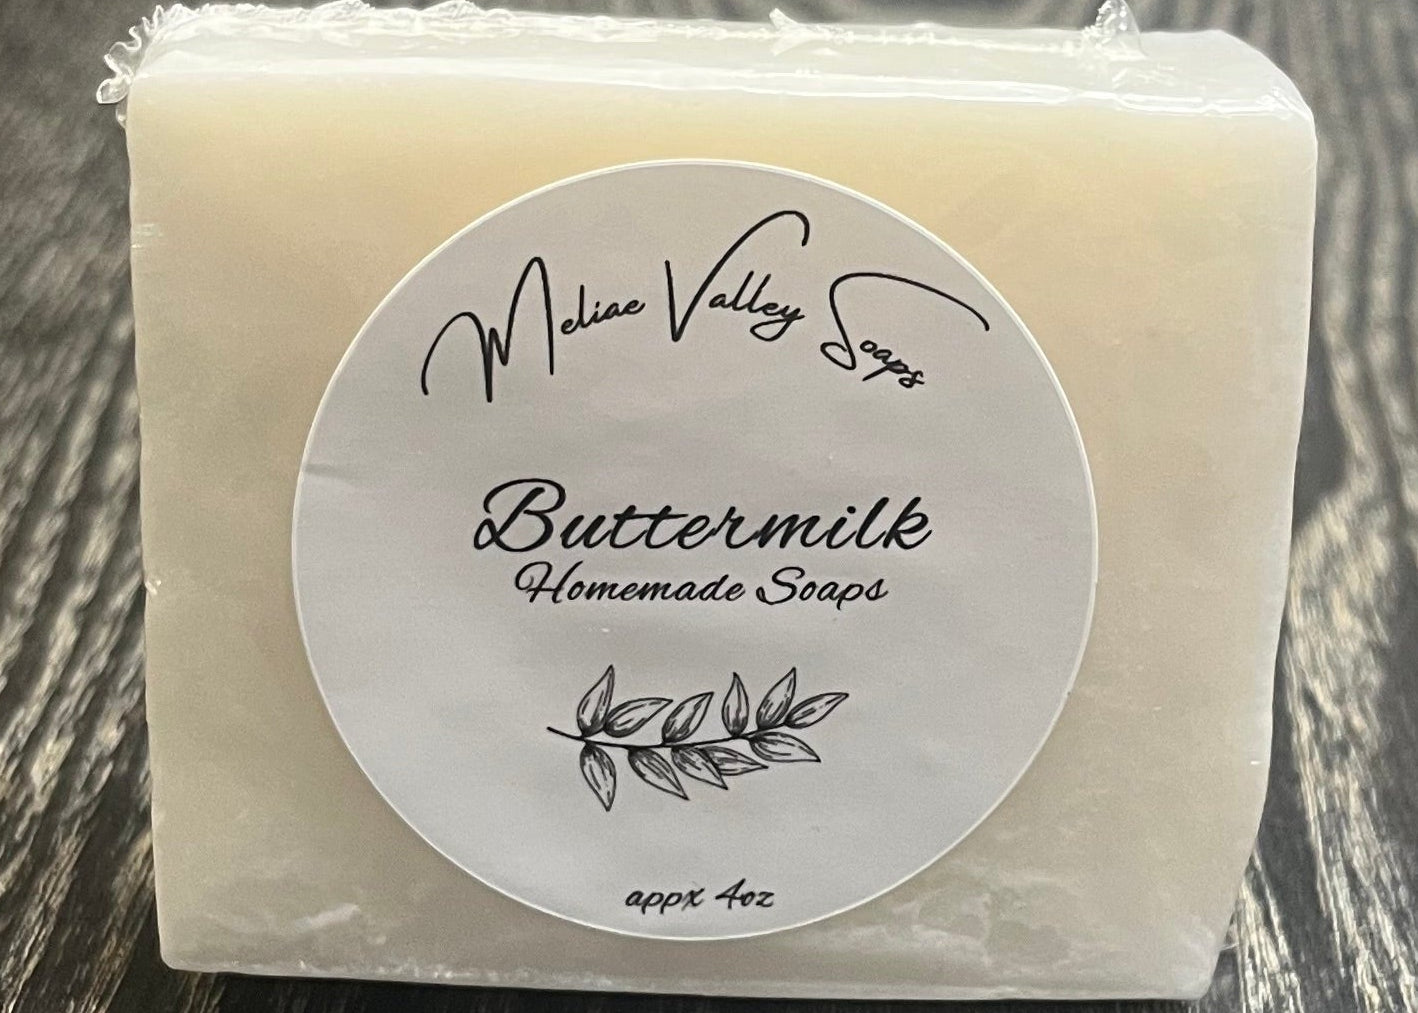 Meliae Valley Soaps
Buttermilk
Homemade Soaps
appx 4oz